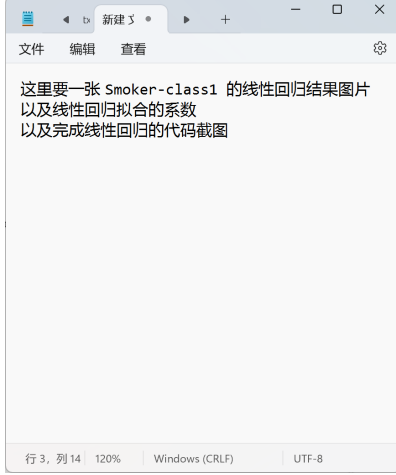 tx
新建
文件 编辑 查看
这里要一张 Smoker-class1 的线性回归结果图片
以及线性回归拟合的系数
以及完成线性回归的代码截图
行 3，列 14 120% Windows (CRLF) UTF-8